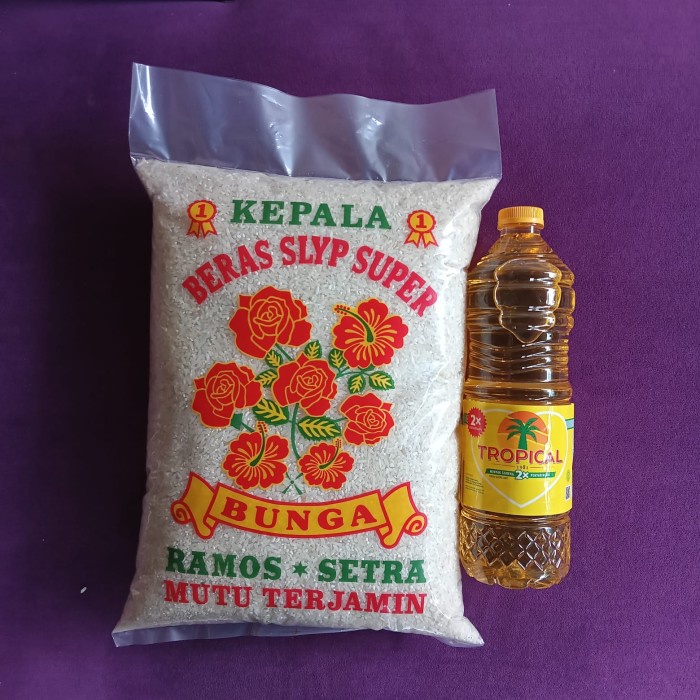 1 KEPALA 1
BERAS SLYP SUPER
BUNGA
RAMOS * SETRA
MUTU TERJAMIN
2X
TROPICAL
2X